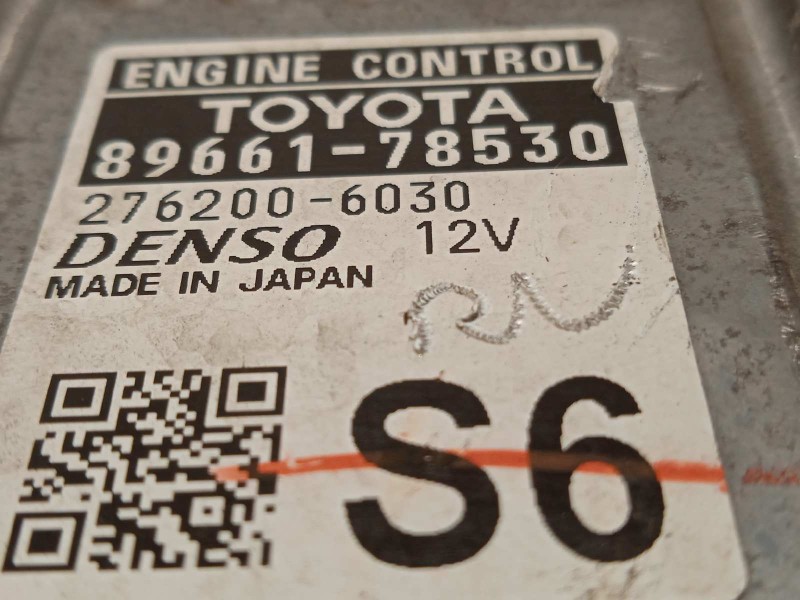 ENGINE CONTROL
TOYOTA
89661-78530
276200-6030
DENSO 12V
MADE IN JAPAN
S6